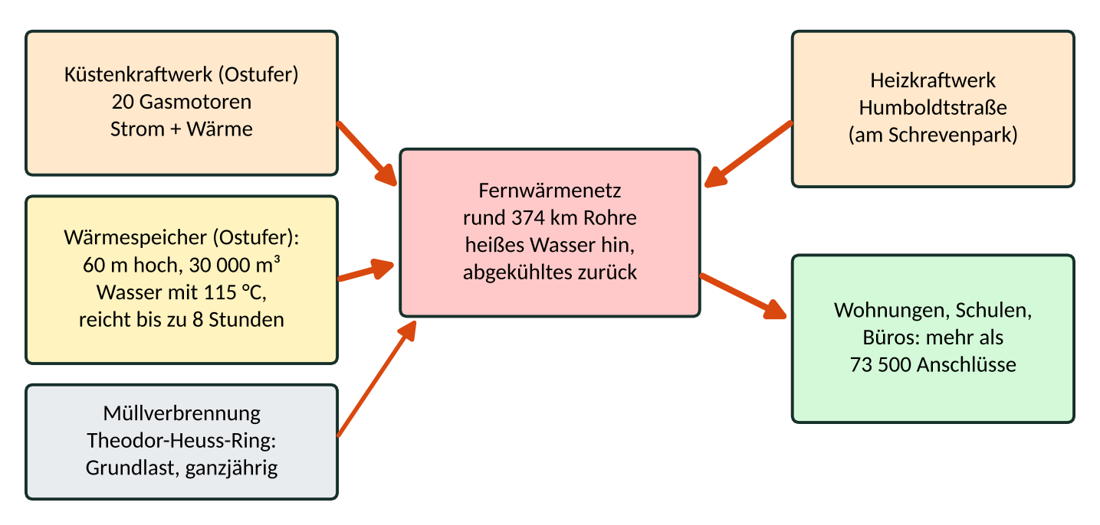 Küstenkraftwerk (Ostufer)
20 Gasmotoren
Strom + Wärme
Wärmespeicher (Ostufer):
60 m hoch, 30 000 m³
Wasser mit 115 °C,
reicht bis zu 8 Stunden
Müllverbrennung
Theodor-Heuss-Ring:
Grundlast, ganzjährig
Fernwärmenetz
rund 374 km Rohre
heißes Wasser hin,
abgekühltes zurück
Heizkraftwerk
Humboldtstraße
(am Schrevenpark)
Wohnungen, Schulen,
Büros: mehr als
73 500 Anschlüsse